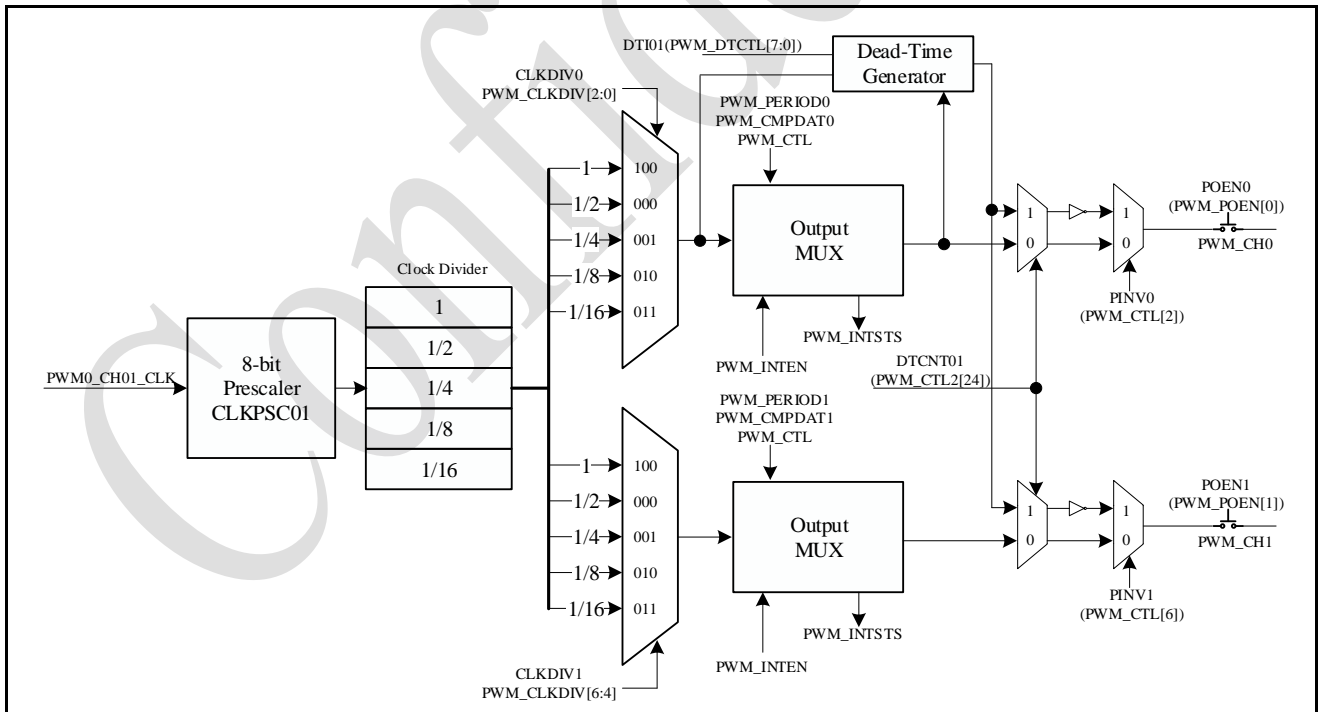 Confidential
DTI01(PWM_DTCTL[7:0])
Dead-Time
Generator
CLKDIV0
PWM_CLKDIV[2:0]
PWM_PERIOD0
PWM_CMPDAT0
PWM_CTL
1
100
1/2
000
1/4
001
1/8
010
1/16
011
Output
MUX
1
0
1
0
POEN0
(PWM_POEN[0])
PWM_CH0
PINV0
(PWM_CTL[2])
PWM_INTSTS
PWM_INTEN
DTCNT01
(PWM_CTL2[24])
Clock Divider
1
1/2
1/4
1/8
1/16
PWM0_CH01_CLK
8-bit
Prescaler
CLKPSC01
PWM_PERIOD1
PWM_CMPDAT1
PWM_CTL
1
100
1/2
000
1/4
001
1/8
010
1/16
011
Output
MUX
1
0
1
0
POEN1
(PWM_POEN[1])
PWM_CH1
PINV1
(PWM_CTL[6])
PWM_INTSTS
PWM_INTEN
CLKDIV1
PWM_CLKDIV[6:4]